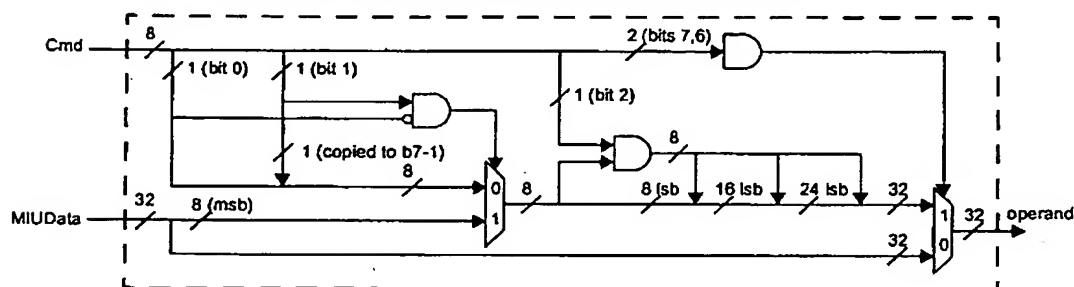 Cmd
8
2 (bits 7,6)
1 (bit 0)
1 (bit 1)
1 (bit 2)
1 (copied to b7-1)
8
8
0
1
8
8 lsb
16 lsb
24 lsb
32
1
0
32
operand
MIUData
32
8 (msb)
32